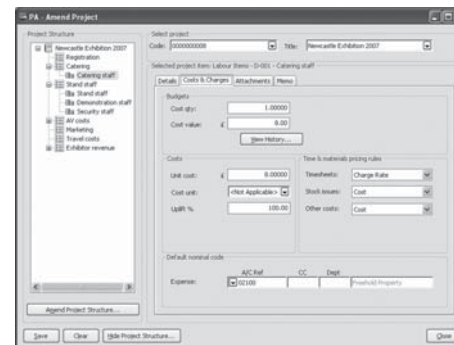 PA - Amend Project
Project Structure
Newcastle Exhibition 2007
Registration
Catering
Catering staff
Stand staff
Stand staff
Demonstration staff
Security staff
AV costs
Marketing
Travel costs
Exhibitor revenue
Amend Project Structure...
Select project
Code: 0000000008 Title: Newcastle Exhibition 2007
Selected project item: Labour Items - D-001 - Catering staff
Details Costs & Charges Attachments Memo
Budgets
Cost qty: 1.00000
Cost value: £ 8.00
View History...
Costs
Unit cost: £ 8.00000
Cost unit: <Not Applicable>
Uplift % 100.00
Time & materials pricing rules
Timesheets: Charge Rate
Stock issues: Cost
Other costs: Cost
Default nominal code
A/C Ref CC Dept
Expense: 02100 Freehold Property
Save Clear Hide Project Structure... Close